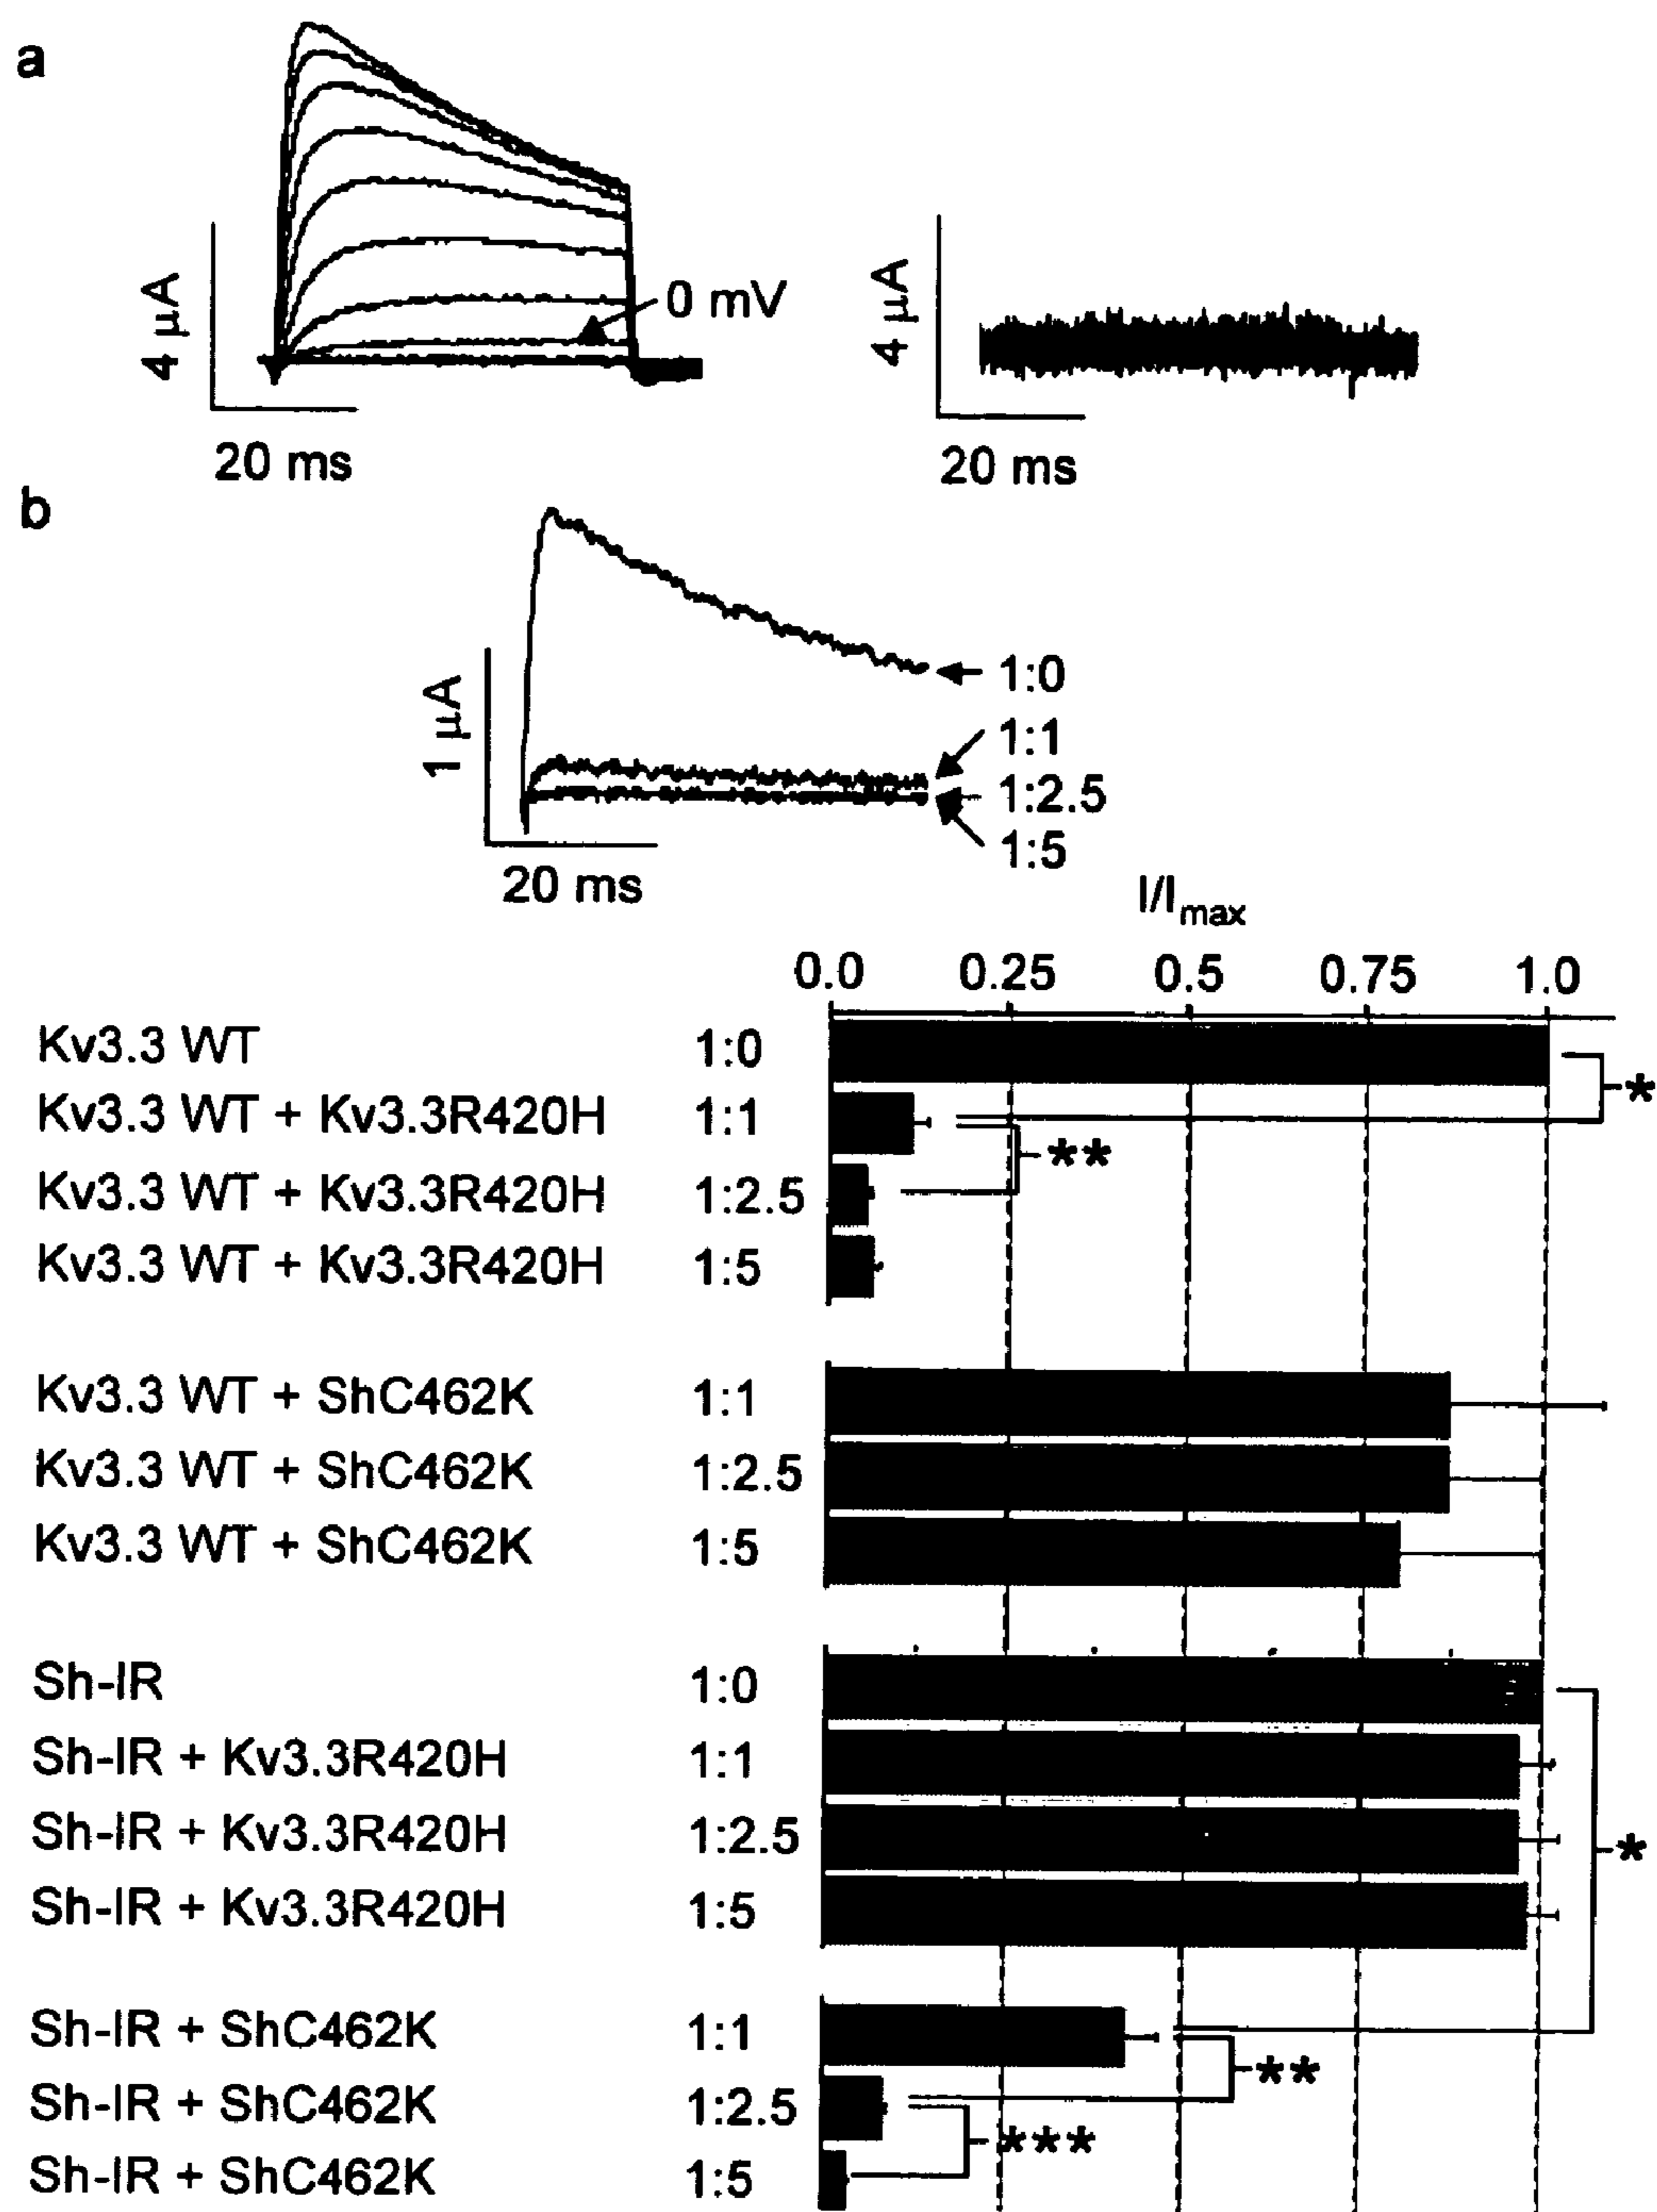 a
4 µA
20 ms
0 mV
4 µA
20 ms
b
1 µA
20 ms
1:0
1:1
1:2.5
1:5
I/Imax
0.0 0.25 0.5 0.75 1.0
Kv3.3 WT 1:0
*
Kv3.3 WT + Kv3.3R420H 1:1
**
Kv3.3 WT + Kv3.3R420H 1:2.5
Kv3.3 WT + Kv3.3R420H 1:5
Kv3.3 WT + ShC462K 1:1
Kv3.3 WT + ShC462K 1:2.5
Kv3.3 WT + ShC462K 1:5
Sh-IR 1:0
Sh-IR + Kv3.3R420H 1:1
Sh-IR + Kv3.3R420H 1:2.5
*
Sh-IR + Kv3.3R420H 1:5
Sh-IR + ShC462K 1:1
**
Sh-IR + ShC462K 1:2.5
***
Sh-IR + ShC462K 1:5